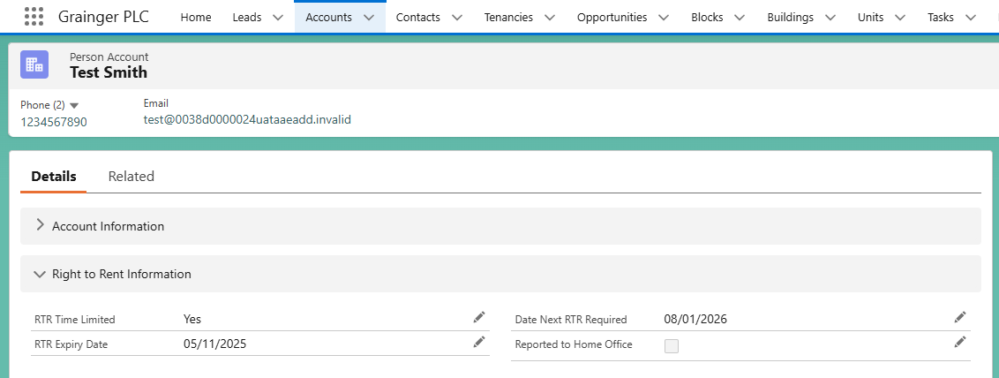 Grainger PLC Home Leads Accounts Contacts Tenancies Opportunities Blocks Buildings Units Tasks
Person Account
Test Smith
Phone (2) Email
1234567890 test@0038d0000024uataaeadd.invalid
Details Related
Account Information
Right to Rent Information
RTR Time Limited Yes Date Next RTR Required 08/01/2026
RTR Expiry Date 05/11/2025 Reported to Home Office